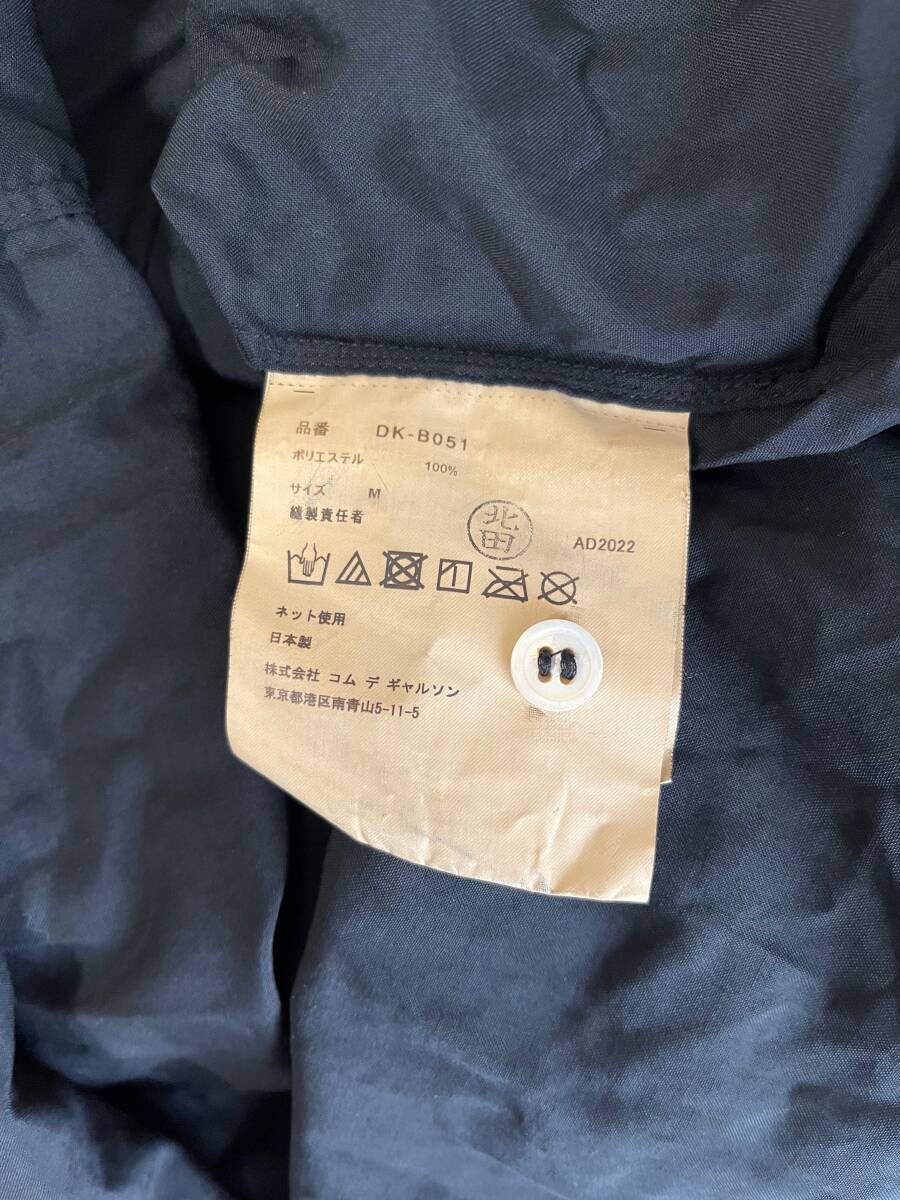 品番 DK-B051
ポリエステル 100%
サイズ M
縫製責任者 北田 AD2022
ネット使用
日本製
株式会社 コム デ ギャルソン
東京都港区南青山5-11-5